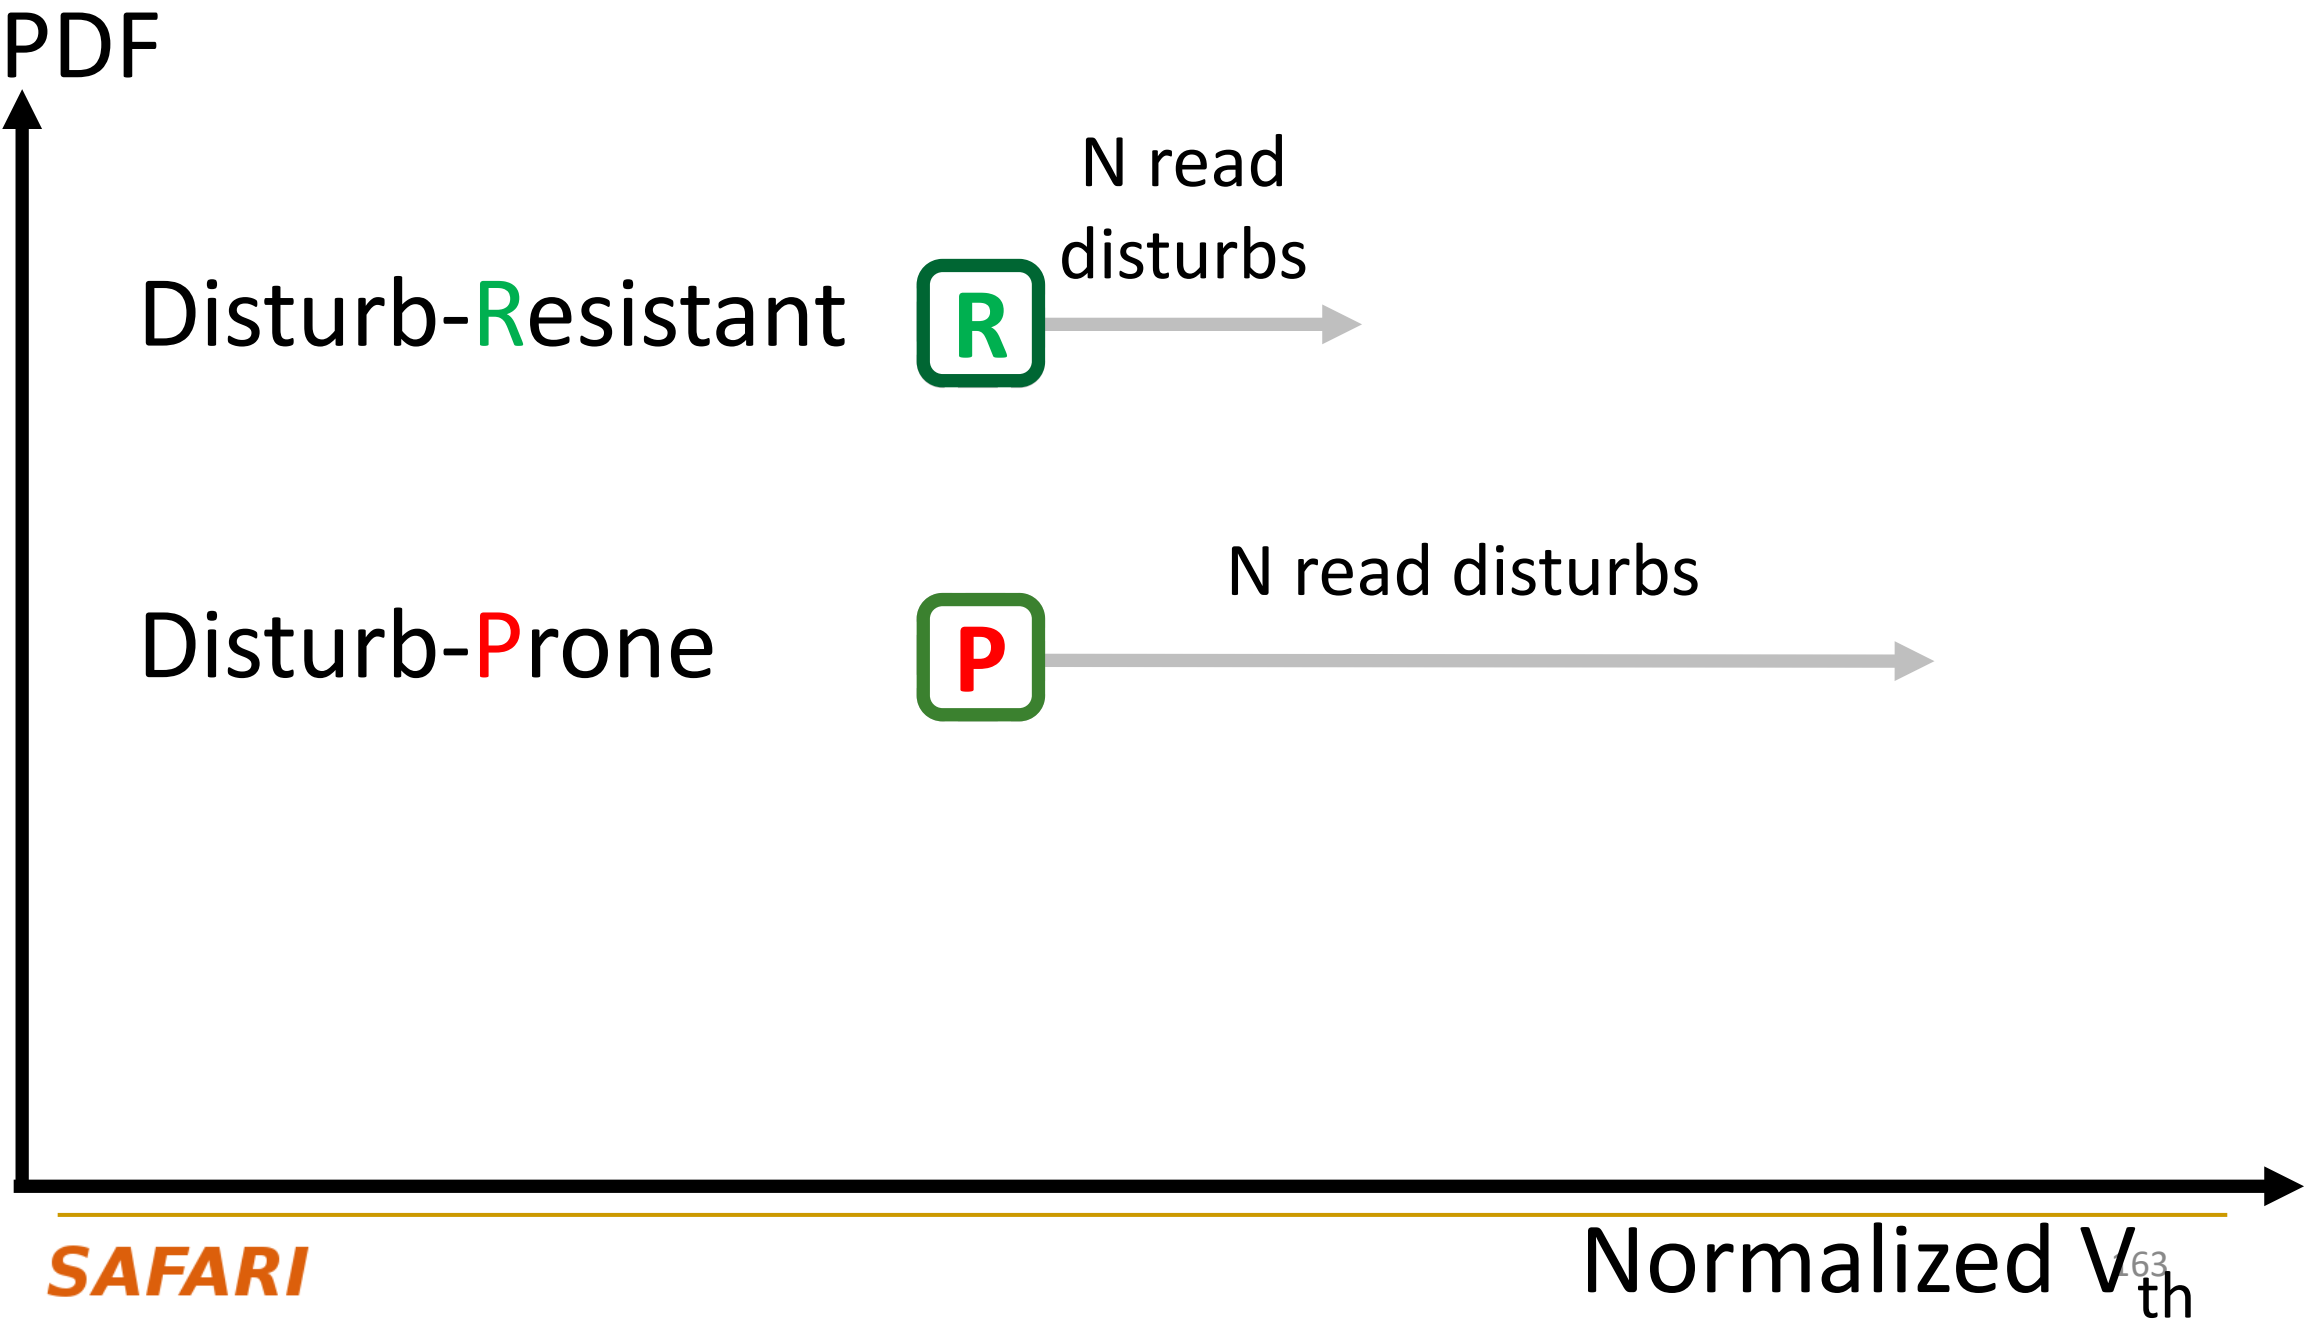 PDF
N read
disturbs
Disturb-Resistant
R
N read disturbs
Disturb-Prone
P
SAFARI
Normalized Vth
163